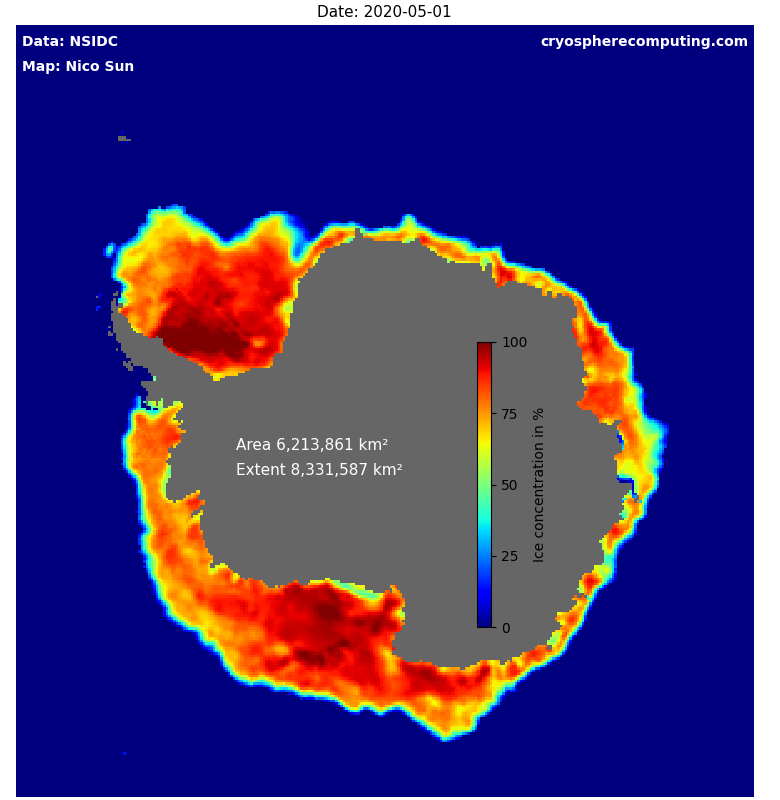 Date: 2020-05-01
Data: NSIDC
cryospherecomputing.com
Map: Nico Sun
100
75
50
25
0
Ice concentration in %
Area 6,213,861 km²
Extent 8,331,587 km²